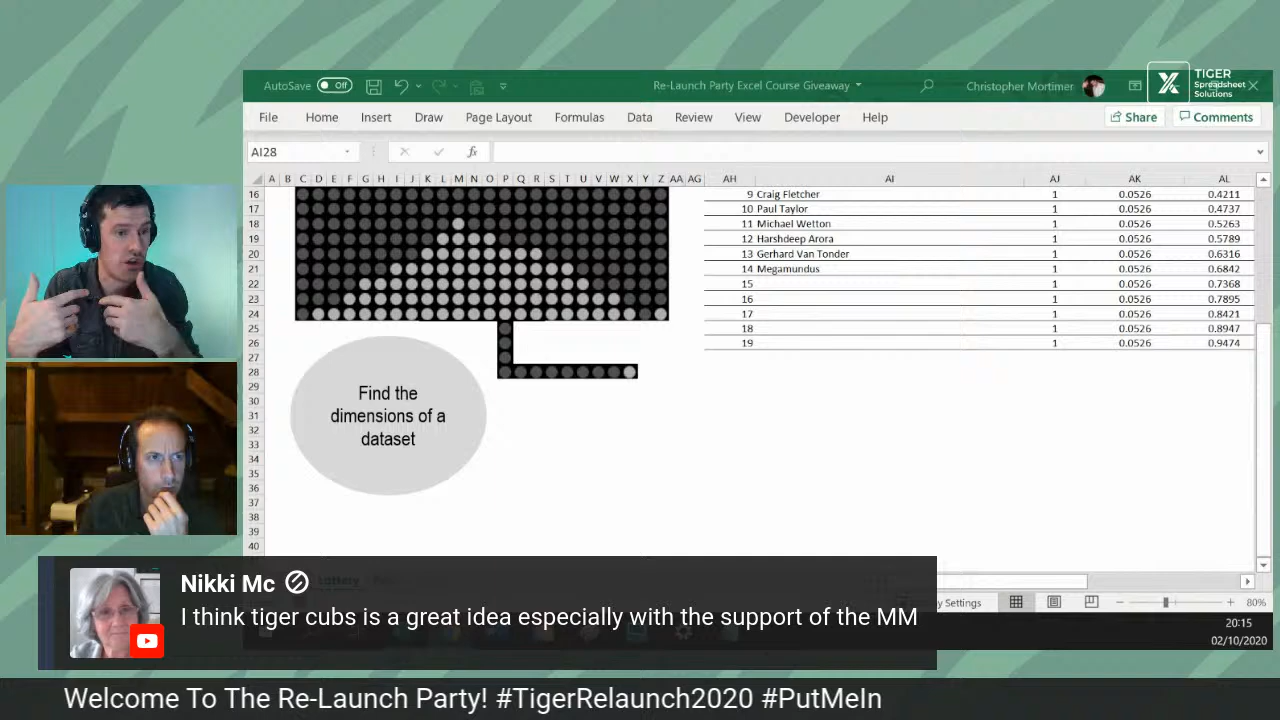 AutoSave Off
Re-Launch Party Excel Course Giveaway
Christopher Mortimer
TIGER
Spreadsheet
Solutions
File Home Insert Draw Page Layout Formulas Data Review View Developer Help
Share Comments
AI28
fx
A B C D E F G H I J K L M N O P Q R S T U V W X Y Z AA AG AH AI AJ AK AL
16 9 Craig Fletcher 1 0.0526 0.4211
17 10 Paul Taylor 1 0.0526 0.4737
18 11 Michael Wetton 1 0.0526 0.5263
19 12 Harshdeep Arora 1 0.0526 0.5789
20 13 Gerhard Van Tonder 1 0.0526 0.6316
21 14 Megamundus 1 0.0526 0.6842
22 15 1 0.0526 0.7368
23 16 1 0.0526 0.7895
24 17 1 0.0526 0.8421
25 18 1 0.0526 0.8947
26 19 1 0.0526 0.9474
27
28
29
30
31
32
33
34
35
36
37
38
39
40
Find the
dimensions of a
dataset
Settings
80%
20:15
02/10/2020
Nikki Mc
I think tiger cubs is a great idea especially with the support of the MM
Welcome To The Re-Launch Party! #TigerRelaunch2020 #PutMeIn